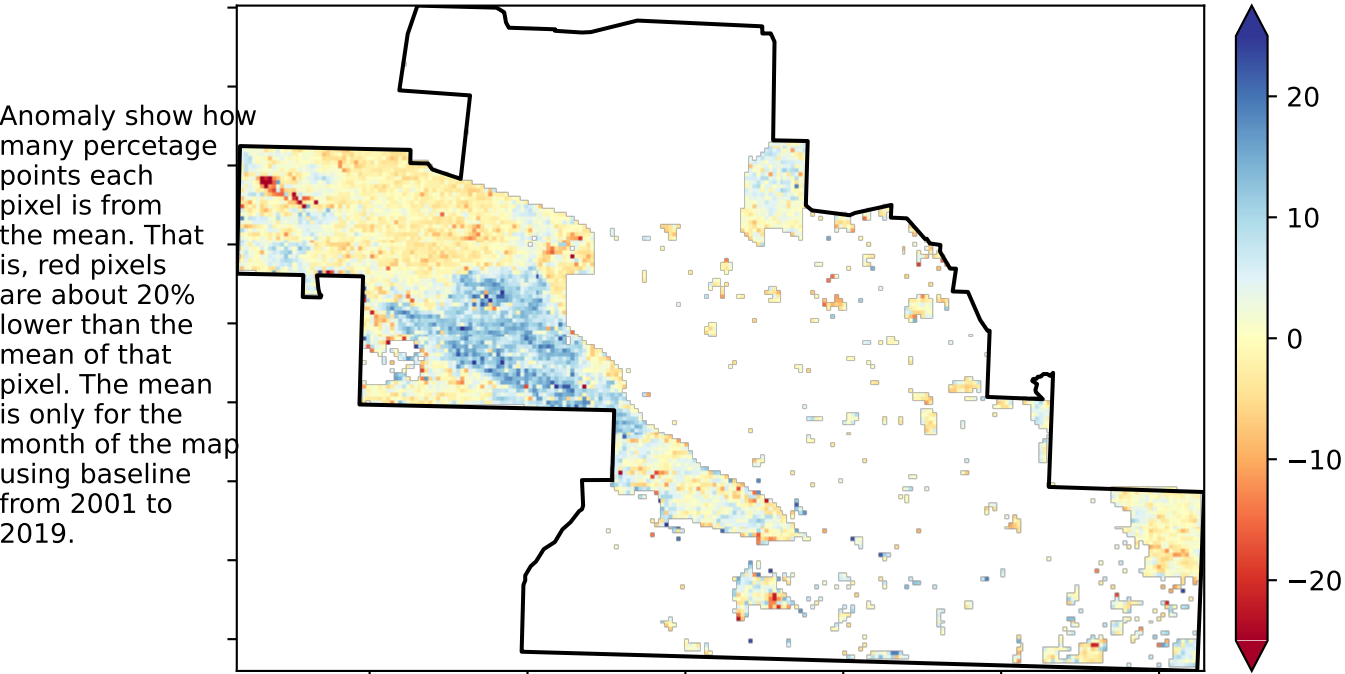 Anomaly show how
many percetage
points each
pixel is from
the mean. That
is, red pixels
are about 20%
lower than the
mean of that
pixel. The mean
is only for the
month of the map
using baseline
from 2001 to
2019.
20
10
0
−10
−20